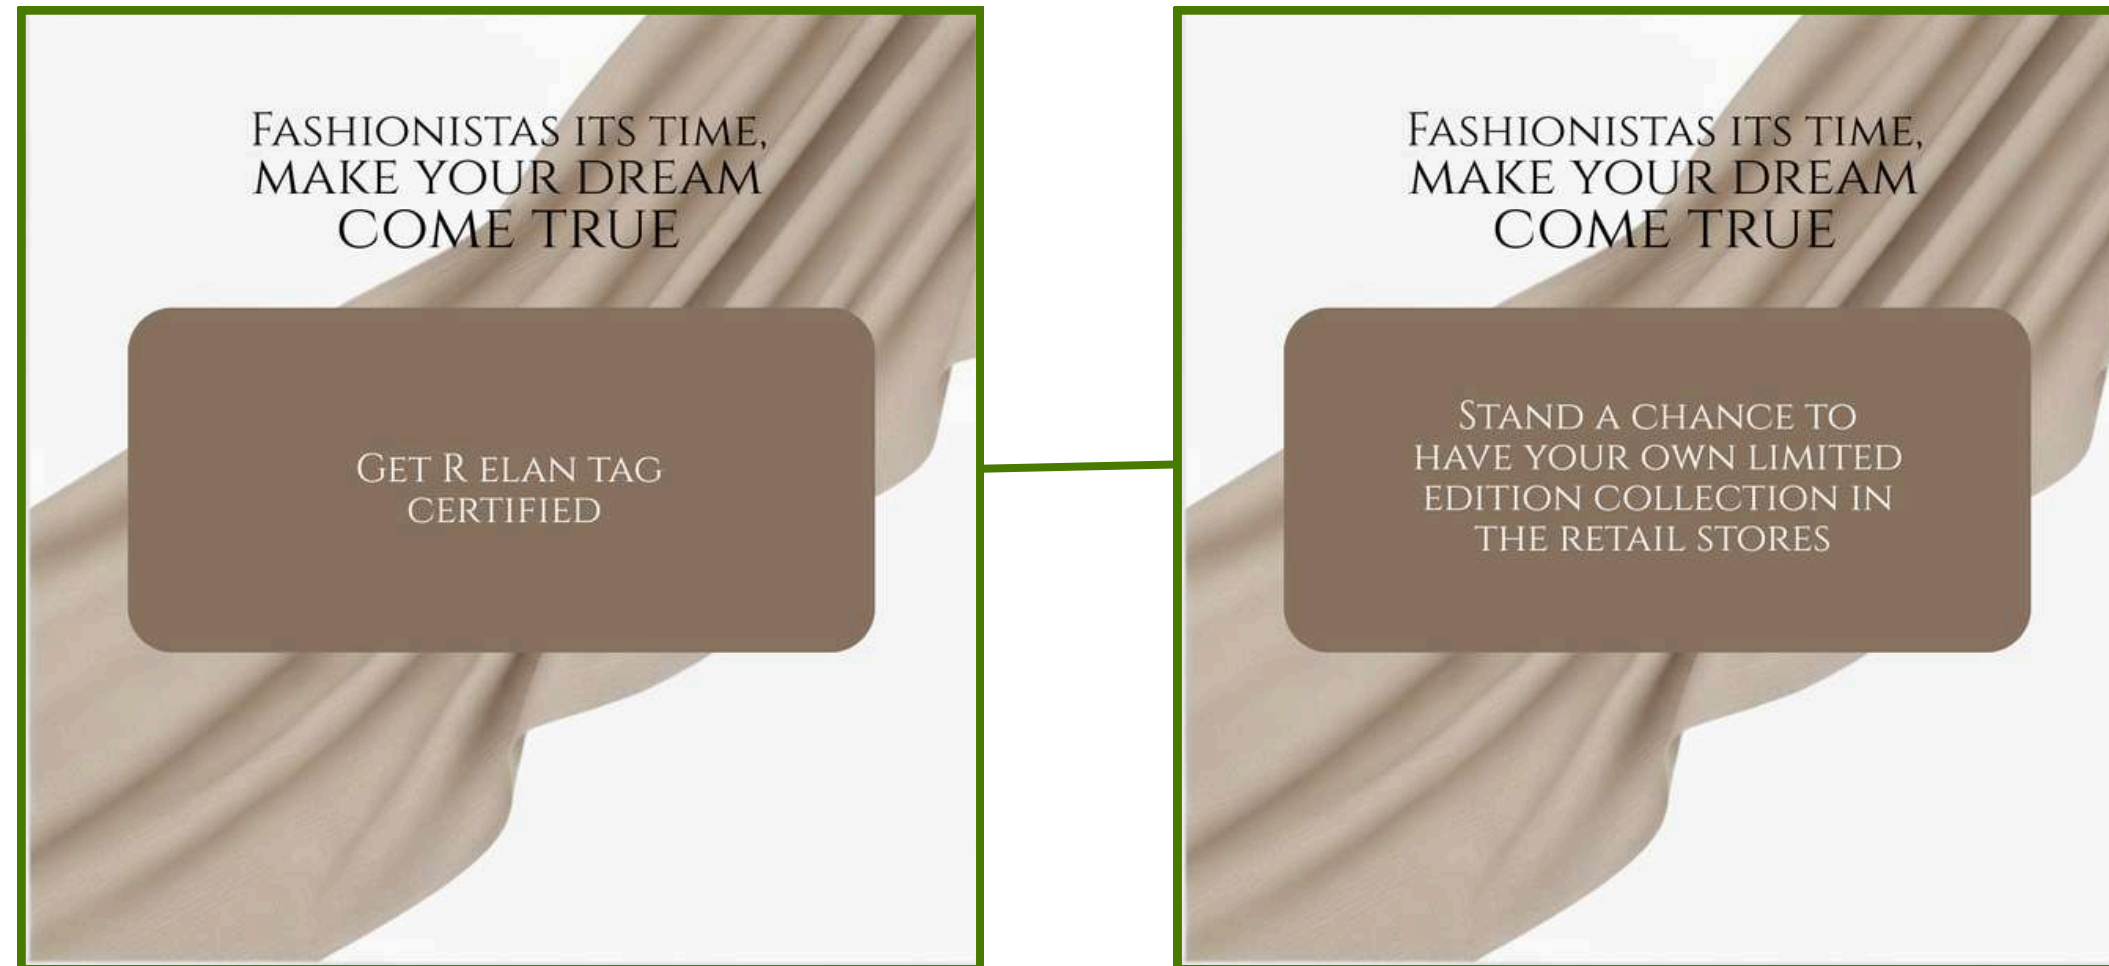 Fashionistas its time,
make your dream
come true
Get R elan tag
certified
Fashionistas its time,
make your dream
come true
Stand a chance to
have your own limited
edition collection in
the retail stores